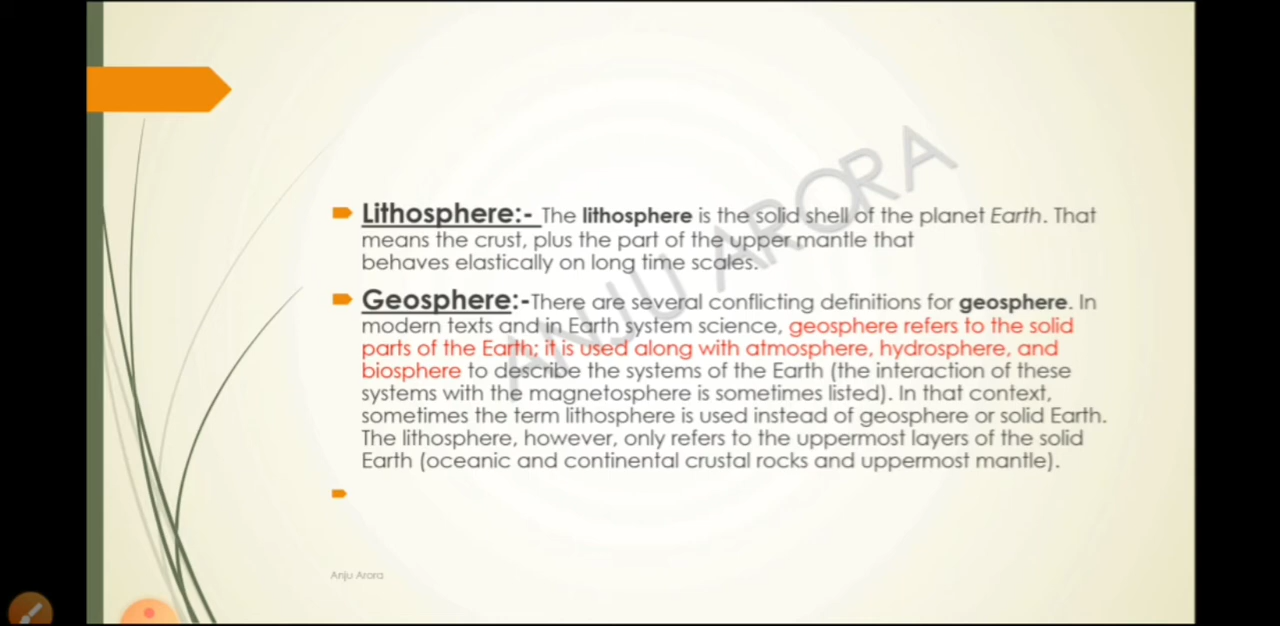 Lithosphere:- The lithosphere is the solid shell of the planet Earth. That
means the crust, plus the part of the upper mantle that
behaves elastically on long time scales.
Geosphere:-There are several conflicting definitions for geosphere. In
modern texts and in Earth system science, geosphere refers to the solid
parts of the Earth; it is used along with atmosphere, hydrosphere, and
biosphere to describe the systems of the Earth (the interaction of these
systems with the magnetosphere is sometimes listed). In that context,
sometimes the term lithosphere is used instead of geosphere or solid Earth.
The lithosphere, however, only refers to the uppermost layers of the solid
Earth (oceanic and continental crustal rocks and uppermost mantle).
ANJU ARORA
Anju Arora